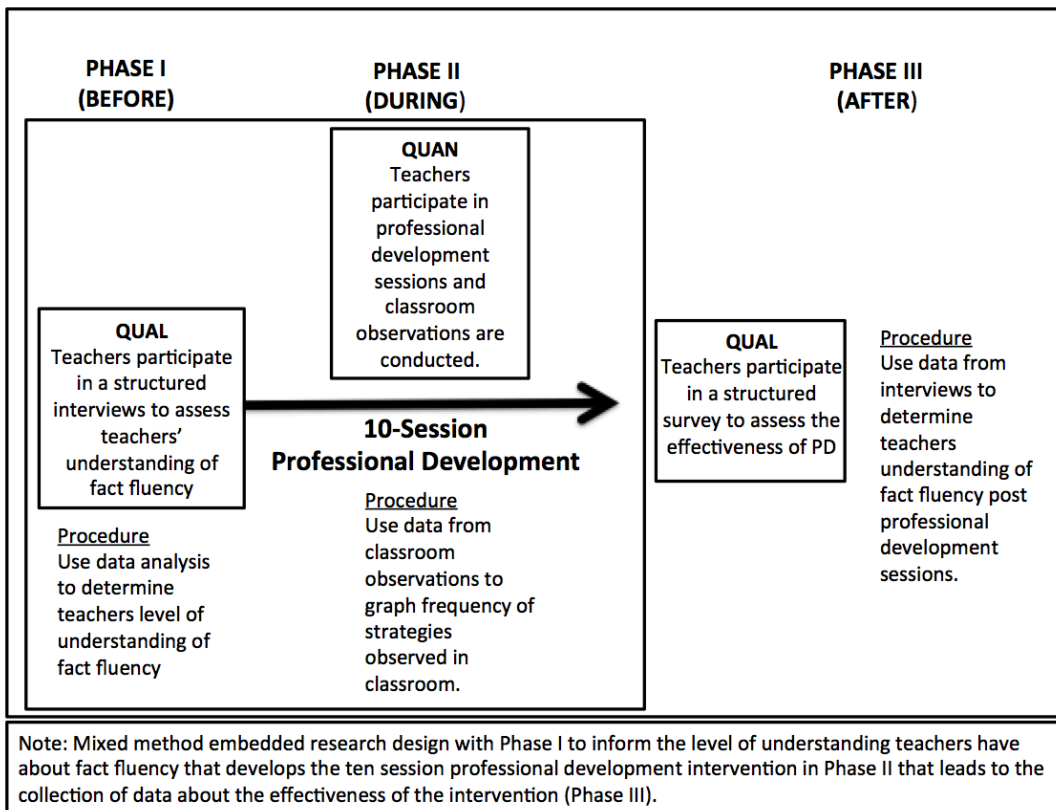 PHASE I
(BEFORE)
PHASE II
(DURING)
PHASE III
(AFTER)
QUAN
Teachers
participate in
professional
development
sessions and
classroom
observations are
conducted.
QUAL
Teachers participate
in a structured
interviews to assess
teachers’
understanding of
fact fluency
10-Session
Professional Development
QUAL
Teachers participate
in a structured
survey to assess the
effectiveness of PD
Procedure
Use data from
interviews to
determine
teachers
understanding of
fact fluency post
professional
development
sessions.
Procedure
Use data analysis
to determine
teachers level of
understanding of
fact fluency
Procedure
Use data from
classroom
observations to
graph frequency of
strategies
observed in
classroom.
Note: Mixed method embedded research design with Phase I to inform the level of understanding teachers have
about fact fluency that develops the ten session professional development intervention in Phase II that leads to the
collection of data about the effectiveness of the intervention (Phase III).